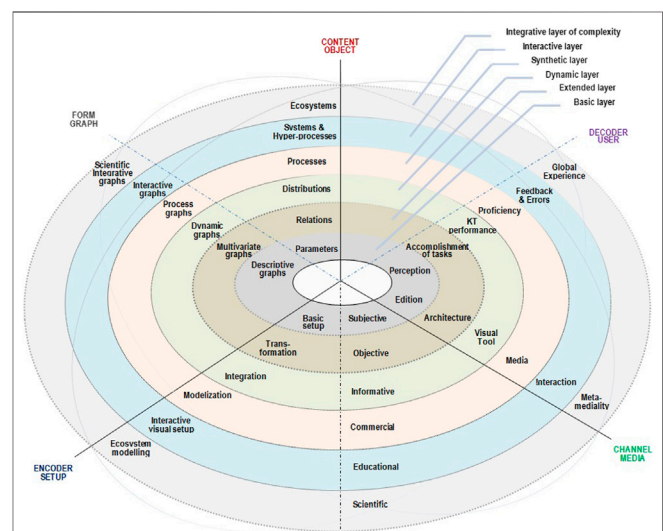 Integrative layer of complexity
Interactive layer
Synthetic layer
Dynamic layer
Extended layer
Basic layer
CONTENT
OBJECT
FORM
GRAPH
DECODER
USER
Ecosystems
Systems &
Hyper-processes
Processes
Distributions
Relations
Parameters
Scientific
Integrative
graphs
Interactive
graphs
Process
graphs
Dynamic
graphs
Multivariate
graphs
Descriptive
graphs
Global
Experience
Feedback
& Errors
Proficiency
KT
performance
Accomplishment
of tasks
Perception
Edition
Architecture
Visual
Tool
Media
Interaction
Meta-
mediality
Basic
setup
Trans-
formation
Integration
Modelization
Interactive
visual setup
Ecosystem
modelling
Subjective
Objective
Informative
Commercial
Educational
Scientific
ENCODER
SETUP
CHANNEL
MEDIA